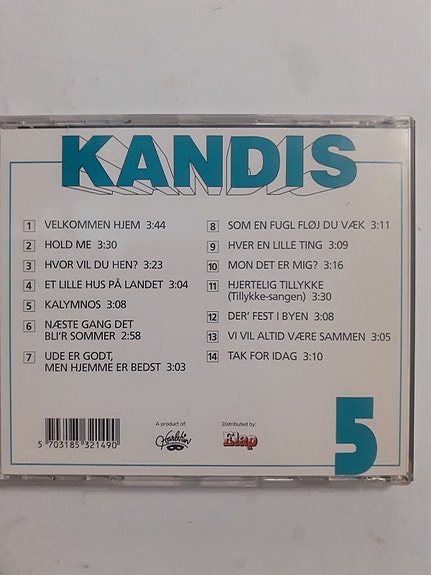 KANDIS
1 VELKOMMEN HJEM 3:44
2 HOLD ME 3:30
3 HVOR VIL DU HEN? 3:23
4 ET LILLE HUS PÅ LANDET 3:04
5 KALYMNOS 3:08
6 NÆSTE GANG DET
BLI'R SOMMER 2:58
7 UDE ER GODT,
MEN HJEMME ER BEDST 3:03
8 SOM EN FUGL FLØJ DU VÆK 3:11
9 HVER EN LILLE TING 3:09
10 MON DET ER MIG? 3:16
11 HJERTELIG TILLYKKE
(Tillykke-sangen) 3:30
12 DER' FEST I BYEN 3:08
13 VI VIL ALTID VÆRE SAMMEN 3:05
14 TAK FOR IDAG 3:10
5 703185 321490
A product of:
Harlekin
Distributed by:
Elap
5